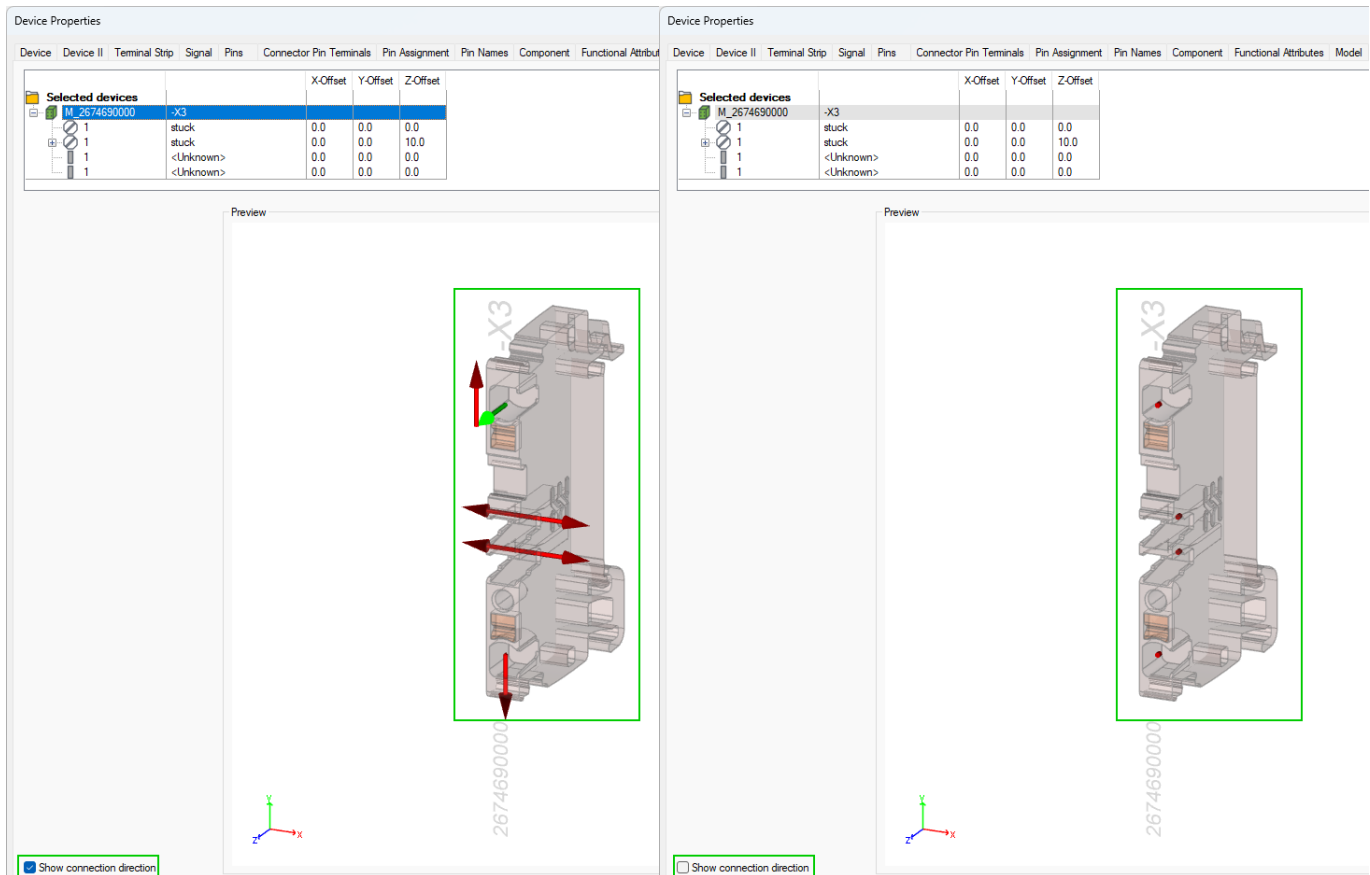 Device Properties
Device Device II Terminal Strip Signal Pins Connector Pin Terminals Pin Assignment Pin Names Component Functional Attribut
X-Offset Y-Offset Z-Offset
Selected devices
M_2674690000 -X3
1 stuck 0.0 0.0 0.0
1 stuck 0.0 0.0 10.0
1 <Unknown> 0.0 0.0 0.0
1 <Unknown> 0.0 0.0 0.0
Preview
-X3
2674690000
y
z x
Show connection direction
Device Properties
Device Device II Terminal Strip Signal Pins Connector Pin Terminals Pin Assignment Pin Names Component Functional Attributes Model
X-Offset Y-Offset Z-Offset
Selected devices
M_2674690000 -X3
1 stuck 0.0 0.0 0.0
1 stuck 0.0 0.0 10.0
1 <Unknown> 0.0 0.0 0.0
1 <Unknown> 0.0 0.0 0.0
Preview
-X3
2674690000
y
z x
Show connection direction